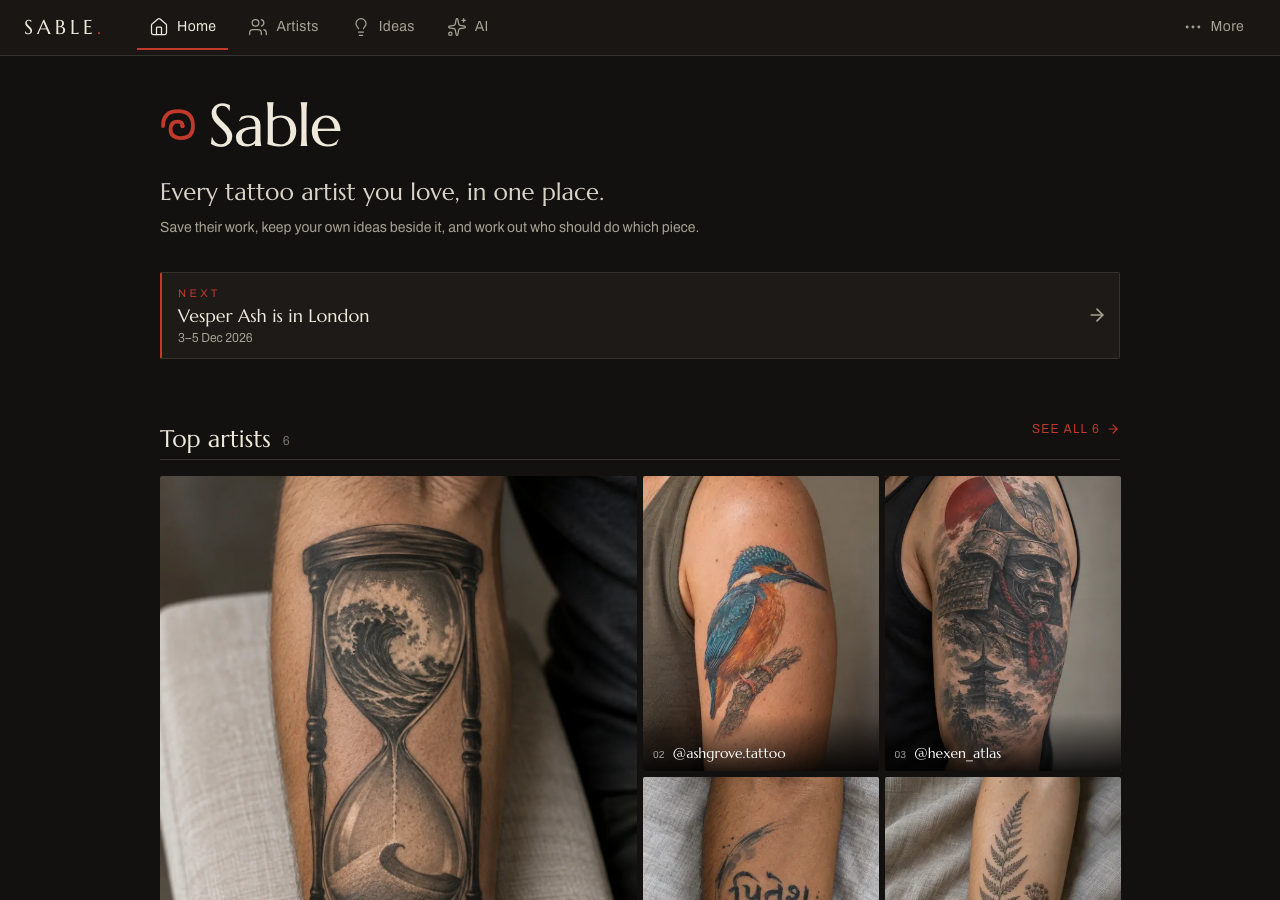 SABLE.
Home
Artists
Ideas
AI
More
Sable
Every tattoo artist you love, in one place.
Save their work, keep your own ideas beside it, and work out who should do which piece.
NEXT
Vesper Ash is in London
3–5 Dec 2026
Top artists 6
SEE ALL 6
02 @ashgrove.tattoo
03 @hexen_atlas